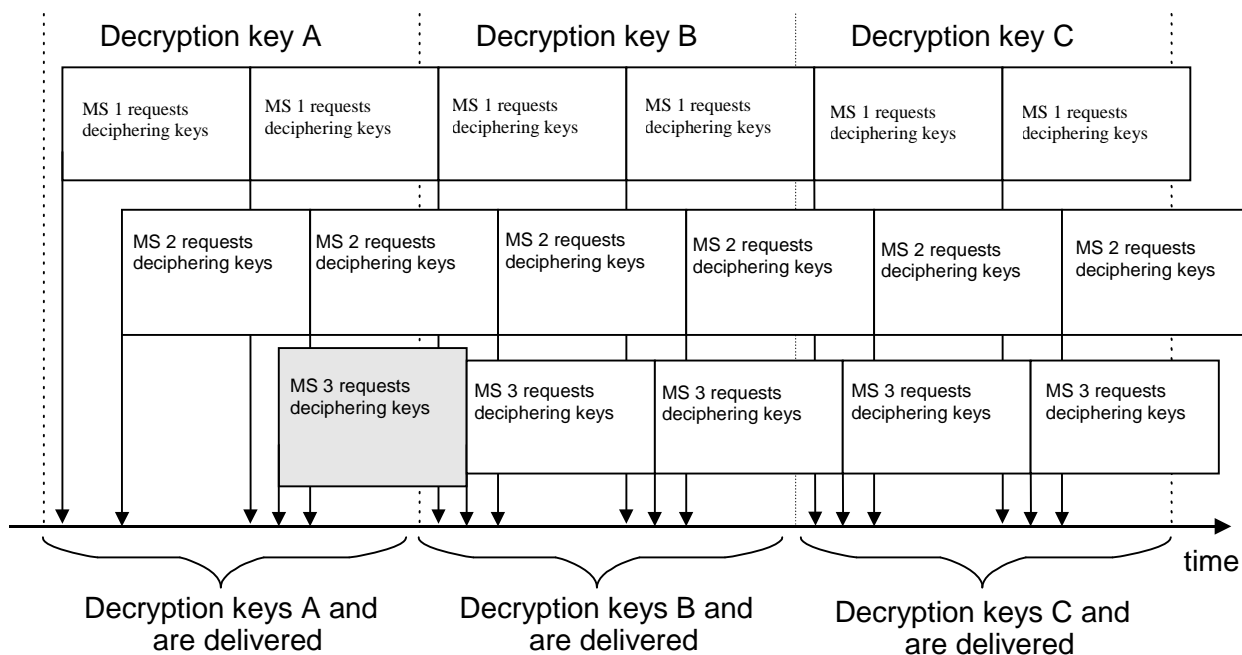 Decryption key A
Decryption key B
Decryption key C
MS 1 requests
deciphering keys
MS 1 requests
deciphering keys
MS 1 requests
deciphering keys
MS 1 requests
deciphering keys
MS 1 requests
deciphering keys
MS 1 requests
deciphering keys
MS 2 requests
deciphering keys
MS 2 requests
deciphering keys
MS 2 requests
deciphering keys
MS 2 requests
deciphering keys
MS 2 requests
deciphering keys
MS 2 requests
deciphering keys
MS 3 requests
deciphering keys
MS 3 requests
deciphering keys
MS 3 requests
deciphering keys
MS 3 requests
deciphering keys
MS 3 requests
deciphering keys
time
Decryption keys A and
are delivered
Decryption keys B and
are delivered
Decryption keys C and
are delivered